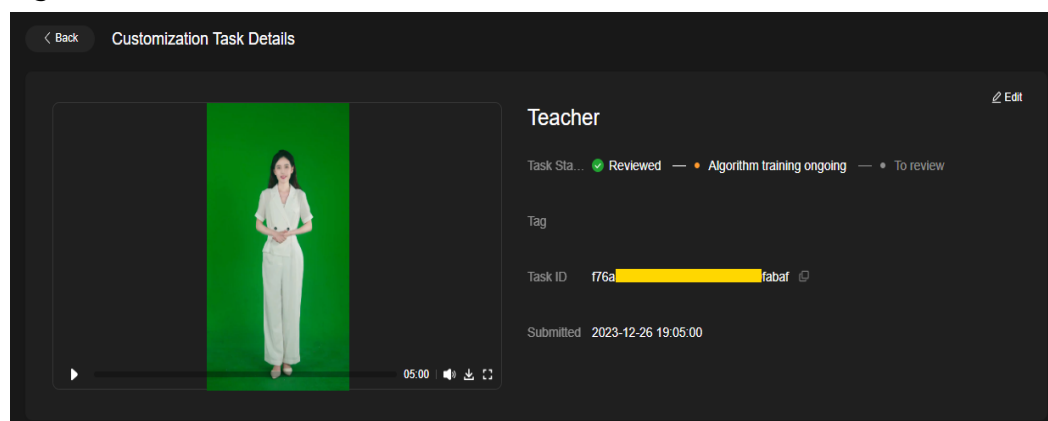 Back
Customization Task Details
Edit
Teacher
Task Sta... Reviewed — • Algorithm training ongoing — • To review
Tag
Task ID f76a fabaf
Submitted 2023-12-26 19:05:00
05:00